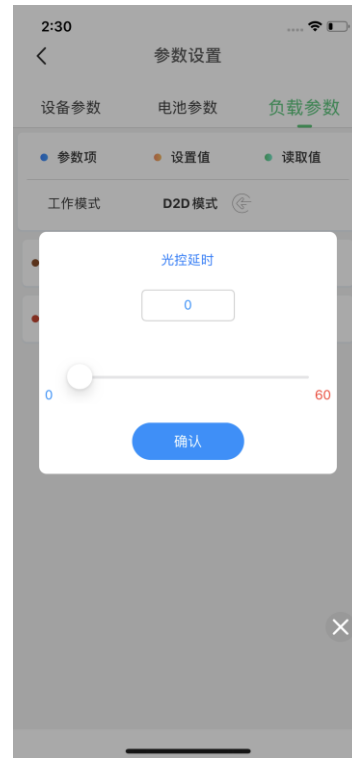 2:30
参数设置
设备参数 电池参数 负载参数
参数项 设置值 读取值
工作模式 D2D模式
光控延时
0
0 60
确认